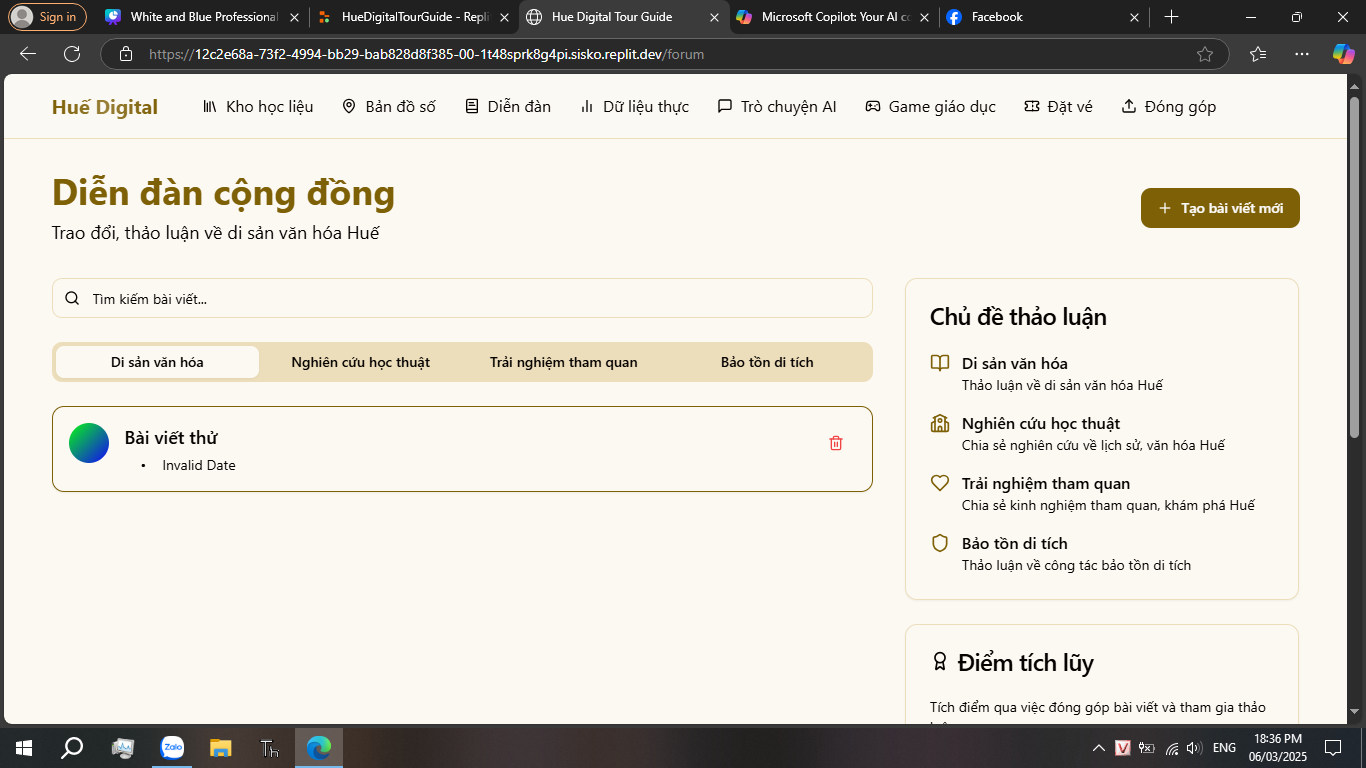 Sign in
White and Blue Professional
HueDigitalTourGuide - Repli
Hue Digital Tour Guide
Microsoft Copilot: Your AI co
Facebook
https://12c2e68a-73f2-4994-bb29-bab828d8f385-00-1t48sprk8g4pi.sisko.replit.dev/forum
Huế Digital
Kho học liệu
Bản đồ số
Diễn đàn
Dữ liệu thực
Trò chuyện AI
Game giáo dục
Đặt vé
Đóng góp
Diễn đàn cộng đồng
Trao đổi, thảo luận về di sản văn hóa Huế
+ Tạo bài viết mới
Tìm kiếm bài viết...
Di sản văn hóa
Nghiên cứu học thuật
Trải nghiệm tham quan
Bảo tồn di tích
Bài viết thử
• Invalid Date
Chủ đề thảo luận
Di sản văn hóa
Thảo luận về di sản văn hóa Huế
Nghiên cứu học thuật
Chia sẻ nghiên cứu về lịch sử, văn hóa Huế
Trải nghiệm tham quan
Chia sẻ kinh nghiệm tham quan, khám phá Huế
Bảo tồn di tích
Thảo luận về công tác bảo tồn di tích
Điểm tích lũy
Tích điểm qua việc đóng góp bài viết và tham gia thảo
Zalo
Th
V
ENG
18:36 PM
06/03/2025